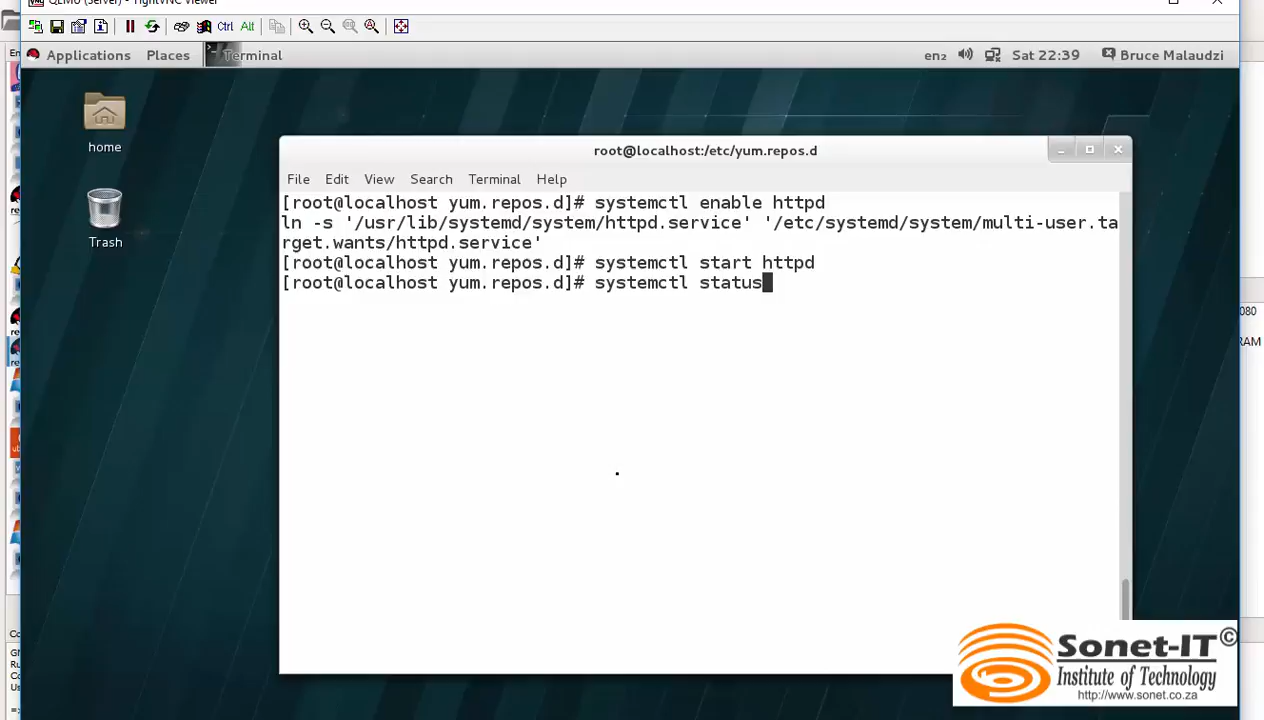 QEMU - TightVNC Viewer
Ctrl Alt
Applications Places Terminal en₂ Sat 22:39 Bruce Malaudzi
home
Trash
root@localhost:/etc/yum.repos.d
File Edit View Search Terminal Help
[root@localhost yum.repos.d]# systemctl enable httpd
ln -s '/usr/lib/systemd/system/httpd.service' '/etc/systemd/system/multi-user.ta
rget.wants/httpd.service'
[root@localhost yum.repos.d]# systemctl start httpd
[root@localhost yum.repos.d]# systemctl status
080
RAM
Sonet-IT ©
Institute of Technology
http://www.sonet.co.za